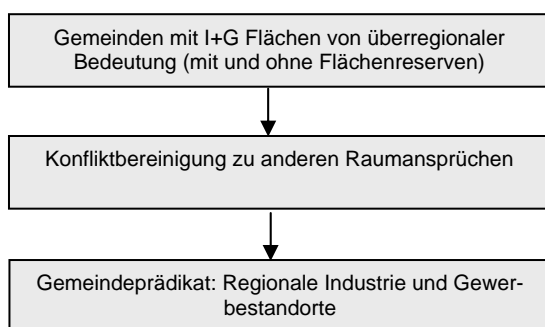 Gemeinden mit I+G Flächen von überregionaler
Bedeutung (mit und ohne Flächenreserven)
Konfliktbereinigung zu anderen Raumansprüchen
Gemeindeprädikat: Regionale Industrie und Gewer-
bestandorte